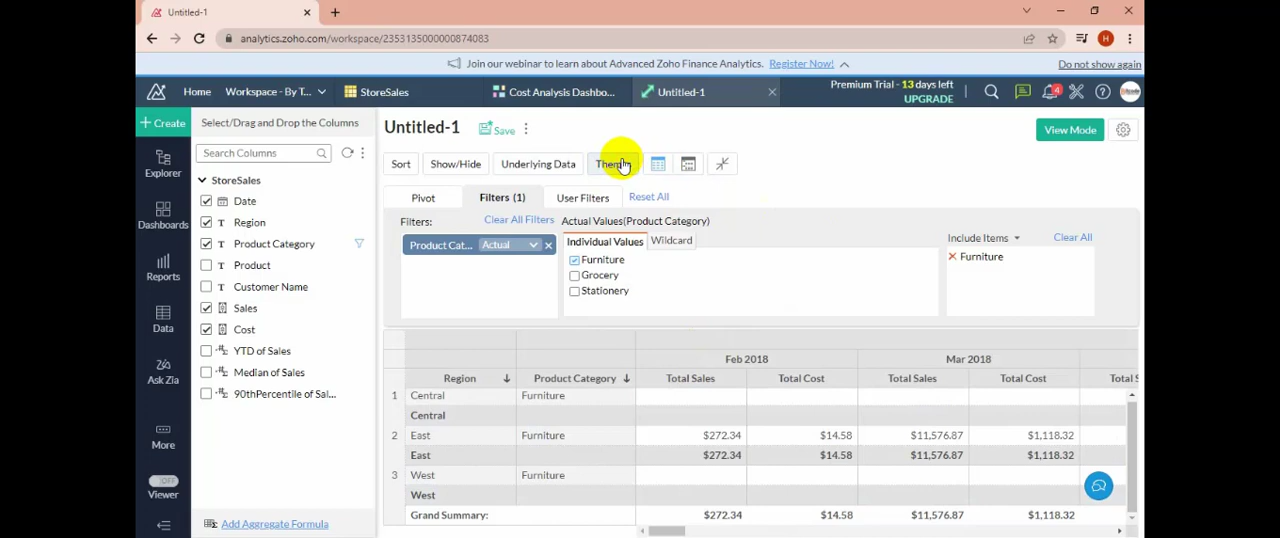 Untitled-1
analytics.zoho.com/workspace/2353135000000874083
H
Join our webinar to learn about Advanced Zoho Finance Analytics. Register Now!
Do not show again
Home
Workspace - By T...
StoreSales
Cost Analysis Dashbo...
Untitled-1
Premium Trial - 13 days left
UPGRADE
4
+ Create
Explorer
Dashboards
Reports
Data
Ask Zia
More
OFF
Viewer
Select/Drag and Drop the Columns
Search Columns
StoreSales
Date
T Region
T Product Category
T Product
T Customer Name
Sales
Cost
YTD of Sales
Median of Sales
90thPercentile of Sal...
Add Aggregate Formula
Untitled-1
Save
View Mode
Sort
Show/Hide
Underlying Data
Pivot
Filters (1)
User Filters
Reset All
Filters:
Clear All Filters
Product Cat...
Actual
Actual Values(Product Category)
Individual Values
Wildcard
Furniture
Grocery
Stationery
Include Items
Clear All
Furniture
Feb 2018 Mar 2018
Region Product Category Total Sales Total Cost Total Sales Total Cost Total S
1 Central Furniture
Central
2 East Furniture $272.34 $14.58 $11,576.87 $1,118.32
East $272.34 $14.58 $11,576.87 $1,118.32
3 West Furniture
West
Grand Summary: $272.34 $14.58 $11,576.87 $1,118.32